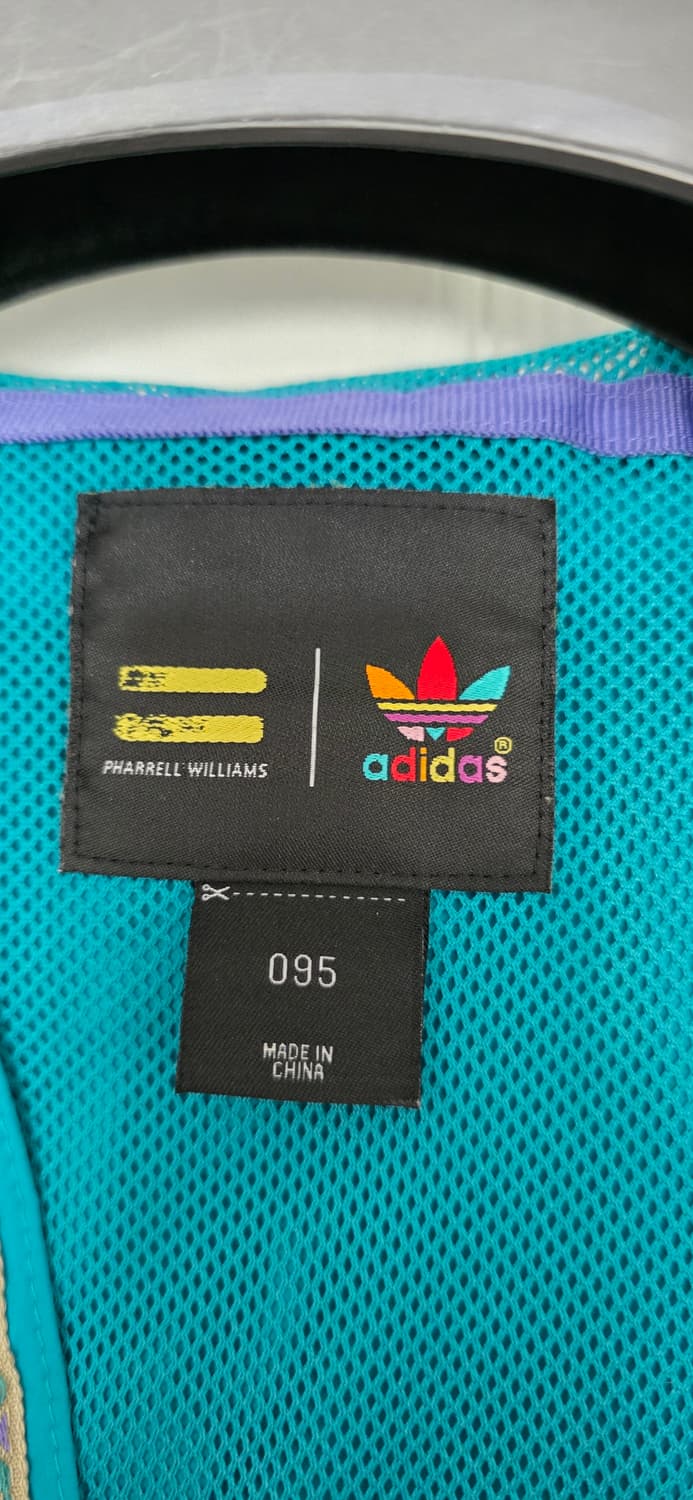 PHARRELL WILLIAMS
adidas®
095
MADE IN
CHINA